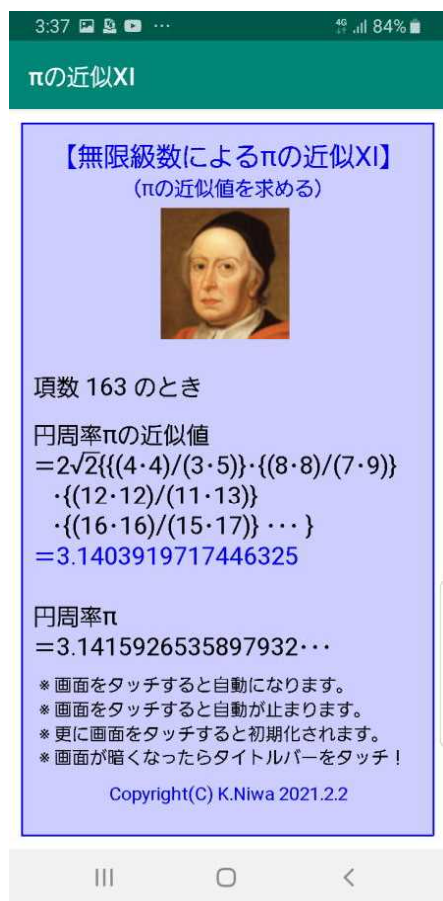 3:37 ··· 4G 84%
πの近似XI
【無限級数によるπの近似XI】
(πの近似値を求める)
項数 163 のとき
円周率πの近似値
＝2√2{{(4·4)/(3·5)}·{(8·8)/(7·9)}
·{(12·12)/(11·13)}
·{(16·16)/(15·17)} ··· }
＝3.1403919717446325
円周率π
＝3.1415926535897932···
※画面をタッチすると自動になります。
※画面をタッチすると自動が止まります。
※更に画面をタッチすると初期化されます。
※画面が暗くなったらタイトルバーをタッチ！
Copyright(C) K.Niwa 2021.2.2